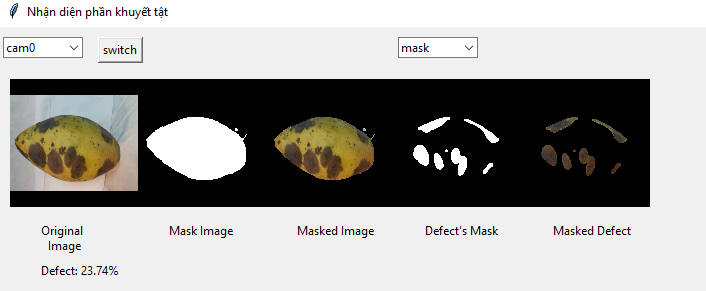 Nhận diện phần khuyết tật
cam0 switch mask
Original Image Mask Image Masked Image Defect's Mask Masked Defect
Defect: 23.74%